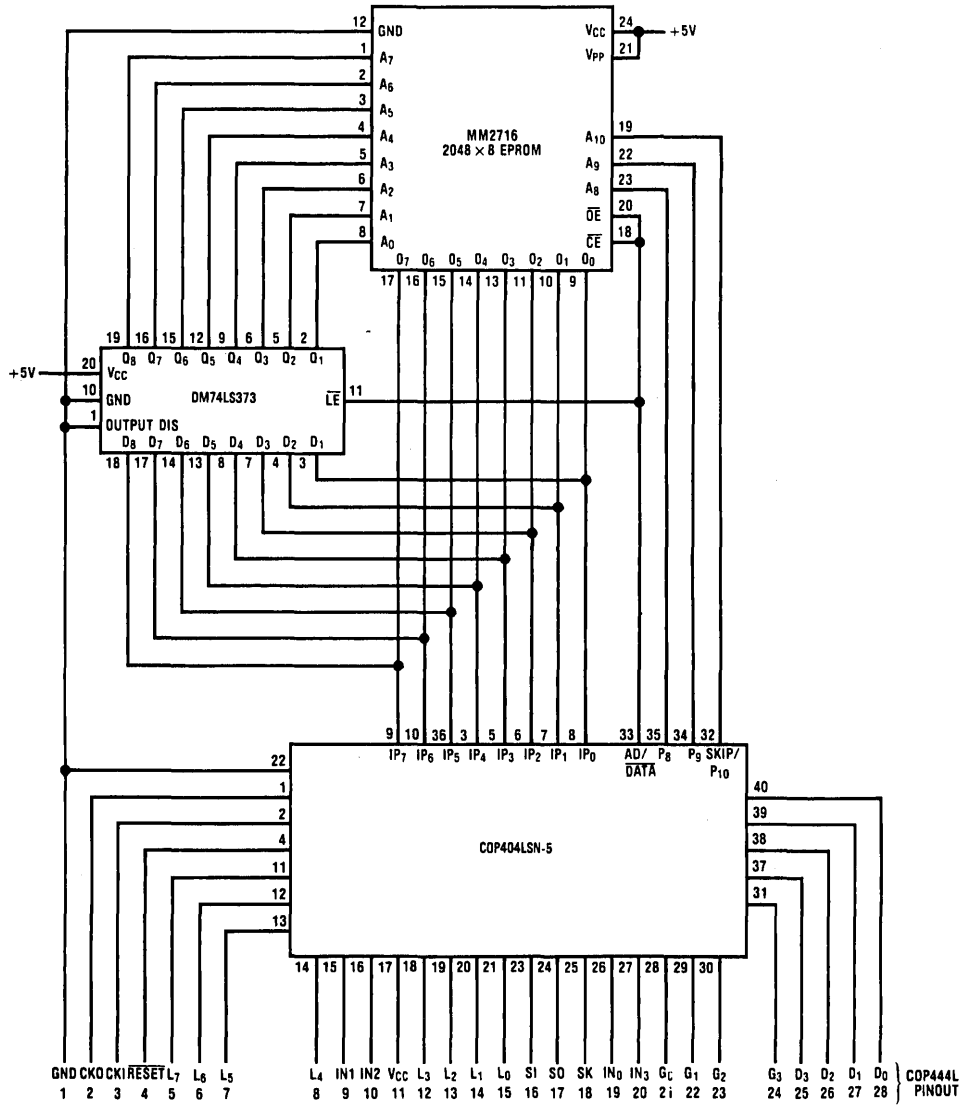 12 GND VCC 24 +5V
1 A7 VPP 21
2 A6
3 A5
4 A4 MM2716 A10 19
2048 × 8 EPROM
5 A3 A9 22
6 A2 A8 23
7 A1 OE 20
8 A0 CE 18
O7 O6 O5 O4 O3 O2 O1 O0
17 16 15 14 13 11 10 9
19 16 15 12 9 6 5 2
Q8 Q7 Q6 Q5 Q4 Q3 Q2 Q1
+5V 20 VCC
10 GND DM74LS373 LE 11
1 OUTPUT DIS
D8 D7 D6 D5 D4 D3 D2 D1
18 17 14 13 8 7 4 3
9 10 36 3 5 6 7 8 33 35 34 32
IP7 IP6 IP5 IP4 IP3 IP2 IP1 IP0 AD/ P8 P9 SKIP/
DATA P10
22
1 40
2 39
4 COP404LSN-5 38
11 37
12 31
13
14 15 16 17 18 19 20 21 23 24 25 26 27 28 29 30
GND CKO CKI RESET L7 L6 L5 L4 IN1 IN2 VCC L3 L2 L1 L0 SI SO SK IN0 IN3 G0 G1 G2 G3 D3 D2 D1 D0 COP444L
1 2 3 4 5 6 7 8 9 10 11 12 13 14 15 16 17 18 19 20 21 22 23 24 25 26 27 28 PINOUT